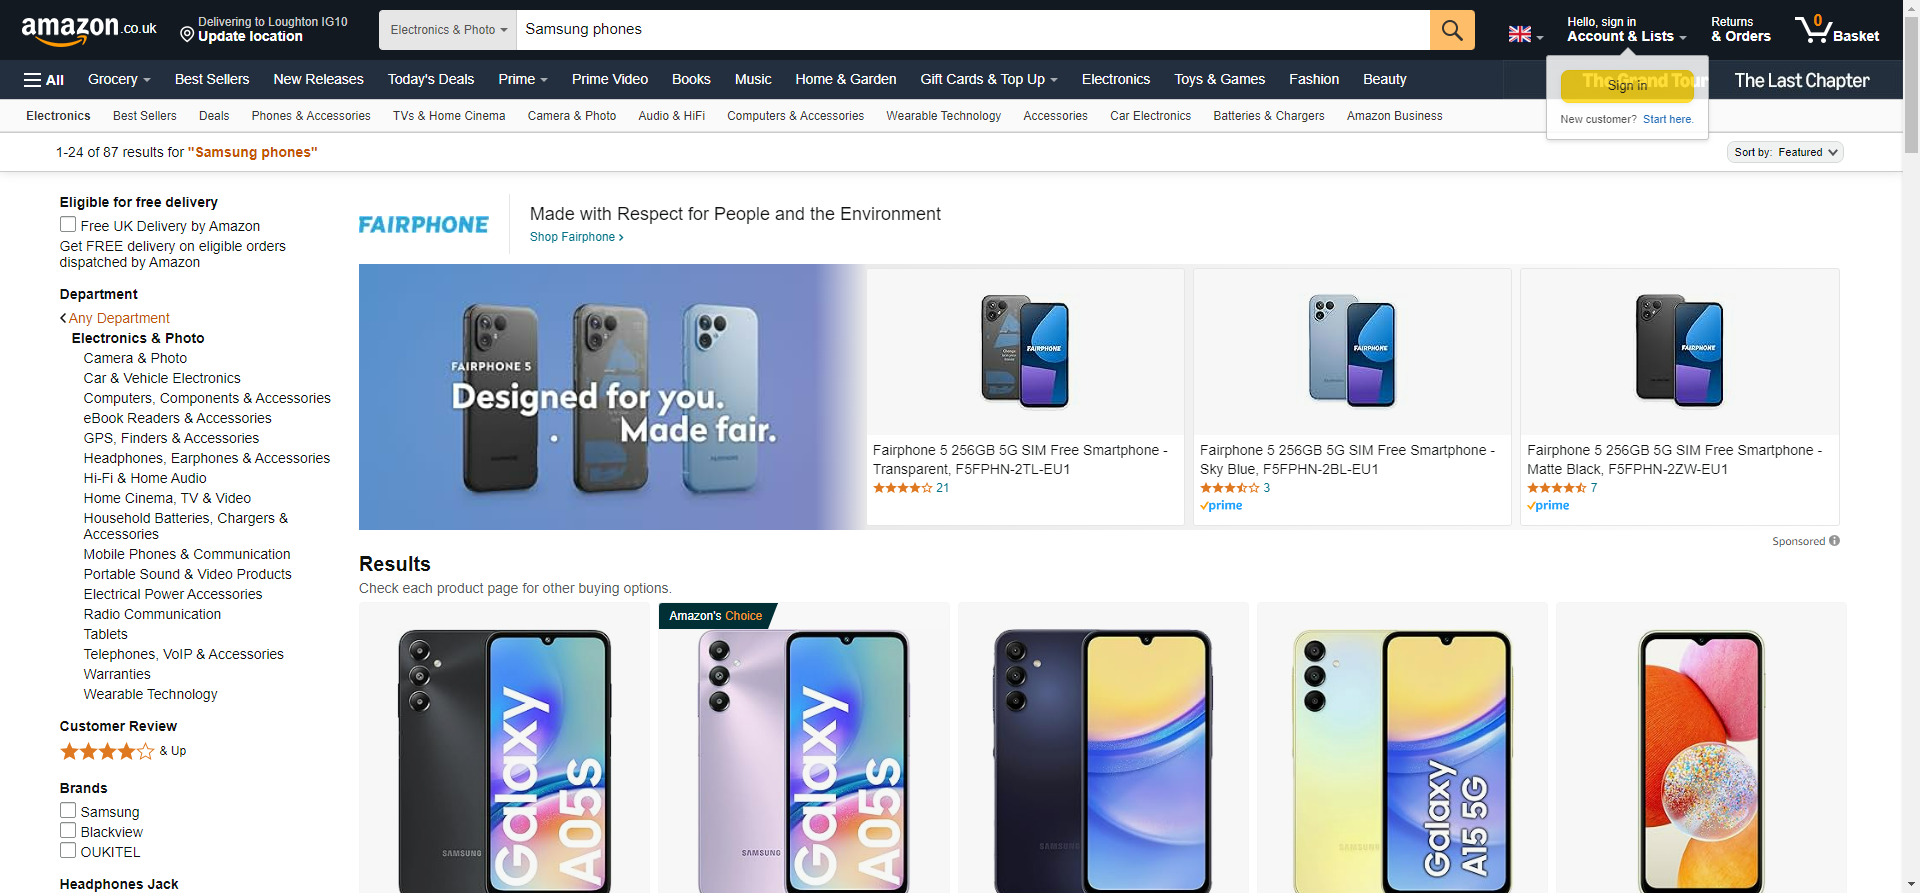 amazon.co.uk
Delivering to Loughton IG10
Update location
Electronics & Photo
Samsung phones
Hello, sign in
Account & Lists
Returns
& Orders
0
Basket
All
Grocery
Best Sellers
New Releases
Today's Deals
Prime
Prime Video
Books
Music
Home & Garden
Gift Cards & Top Up
Electronics
Toys & Games
Fashion
Beauty
The Grand Tour
The Last Chapter
Sign in
New customer? Start here.
Electronics
Best Sellers
Deals
Phones & Accessories
TVs & Home Cinema
Camera & Photo
Audio & HiFi
Computers & Accessories
Wearable Technology
Accessories
Car Electronics
Batteries & Chargers
Amazon Business
1-24 of 87 results for "Samsung phones"
Sort by: Featured
Eligible for free delivery
Free UK Delivery by Amazon
Get FREE delivery on eligible orders
dispatched by Amazon
Department
Any Department
Electronics & Photo
Camera & Photo
Car & Vehicle Electronics
Computers, Components & Accessories
eBook Readers & Accessories
GPS, Finders & Accessories
Headphones, Earphones & Accessories
Hi-Fi & Home Audio
Home Cinema, TV & Video
Household Batteries, Chargers &
Accessories
Mobile Phones & Communication
Portable Sound & Video Products
Electrical Power Accessories
Radio Communication
Tablets
Telephones, VoIP & Accessories
Warranties
Wearable Technology
Customer Review
& Up
Brands
Samsung
Blackview
OUKITEL
Headphones Jack
FAIRPHONE
Made with Respect for People and the Environment
Shop Fairphone ›
FAIRPHONE 5
Designed for you.
Made fair.
FAIRPHONE
FAIRPHONE
FAIRPHONE
Fairphone 5 256GB 5G SIM Free Smartphone -
Transparent, F5FPHN-2TL-EU1
21
Fairphone 5 256GB 5G SIM Free Smartphone -
Sky Blue, F5FPHN-2BL-EU1
3
prime
Fairphone 5 256GB 5G SIM Free Smartphone -
Matte Black, F5FPHN-2ZW-EU1
7
prime
Sponsored
Results
Check each product page for other buying options.
Amazon's Choice
SAMSUNG
Galaxy
A05s
SAMSUNG
Galaxy
A05s
SAMSUNG
SAMSUNG
Galaxy
A15 5G